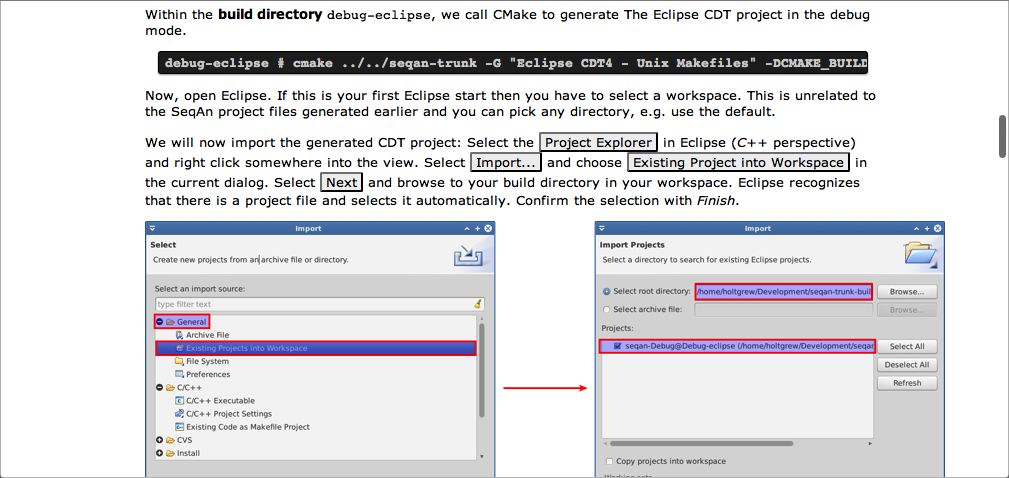 Within the build directory debug-eclipse, we call CMake to generate The Eclipse CDT project in the debug
mode.
debug-eclipse # cmake ../../seqan-trunk -G "Eclipse CDT4 - Unix Makefiles" -DCMAKE_BUILD
Now, open Eclipse. If this is your first Eclipse start then you have to select a workspace. This is unrelated to
the SeqAn project files generated earlier and you can pick any directory, e.g. use the default.
We will now import the generated CDT project: Select the Project Explorer in Eclipse (C++ perspective)
and right click somewhere into the view. Select Import... and choose Existing Project into Workspace in
the current dialog. Select Next and browse to your build directory in your workspace. Eclipse recognizes
that there is a project file and selects it automatically. Confirm the selection with Finish.
Import
Select
Create new projects from an archive file or directory.
Select an import source:
type filter text
General
Archive File
Existing Projects into Workspace
File System
Preferences
C/C++
C/C++ Executable
C/C++ Project Settings
Existing Code as Makefile Project
CVS
Install
Import
Import Projects
Select a directory to search for existing Eclipse projects.
Select root directory: /home/holtgrew/Development/seqan-trunk-buil Browse...
Select archive file: Browse...
Projects:
seqan-Debug@Debug-eclipse (/home/holtgrew/Development/seqan Select All
Deselect All
Refresh
Copy projects into workspace
Working sets